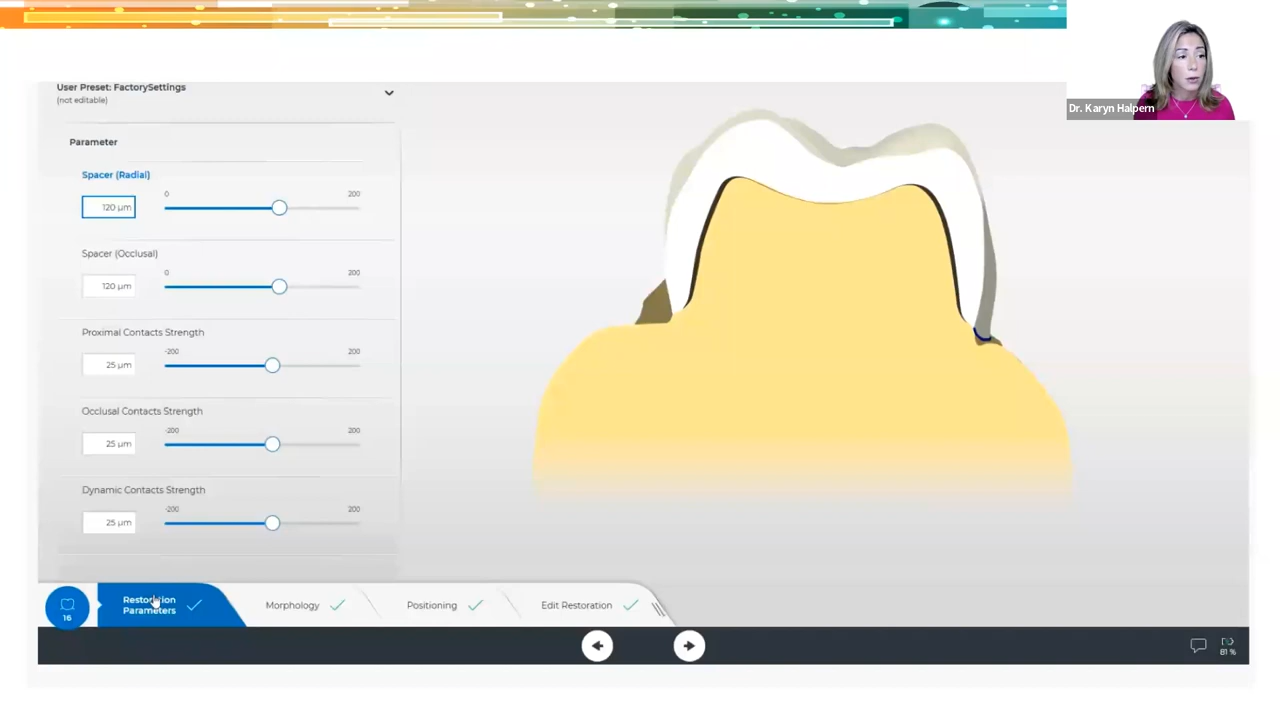 Dr. Karyn Halpern
User Preset: FactorySettings
(not editable)
Parameter
Spacer (Radial)
0 200
120 µm
Spacer (Occlusal)
0 200
120 µm
Proximal Contacts Strength
-200 200
25 µm
Occlusal Contacts Strength
-200 200
25 µm
Dynamic Contacts Strength
-200 200
25 µm
16
Restoration
Parameters
Morphology
Positioning
Edit Restoration
81 %